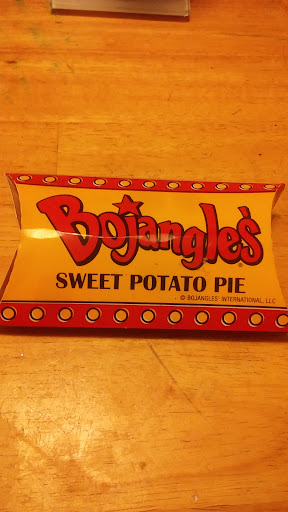 Bojangles®
SWEET POTATO PIE
© BOJANGLES' INTERNATIONAL, LLC